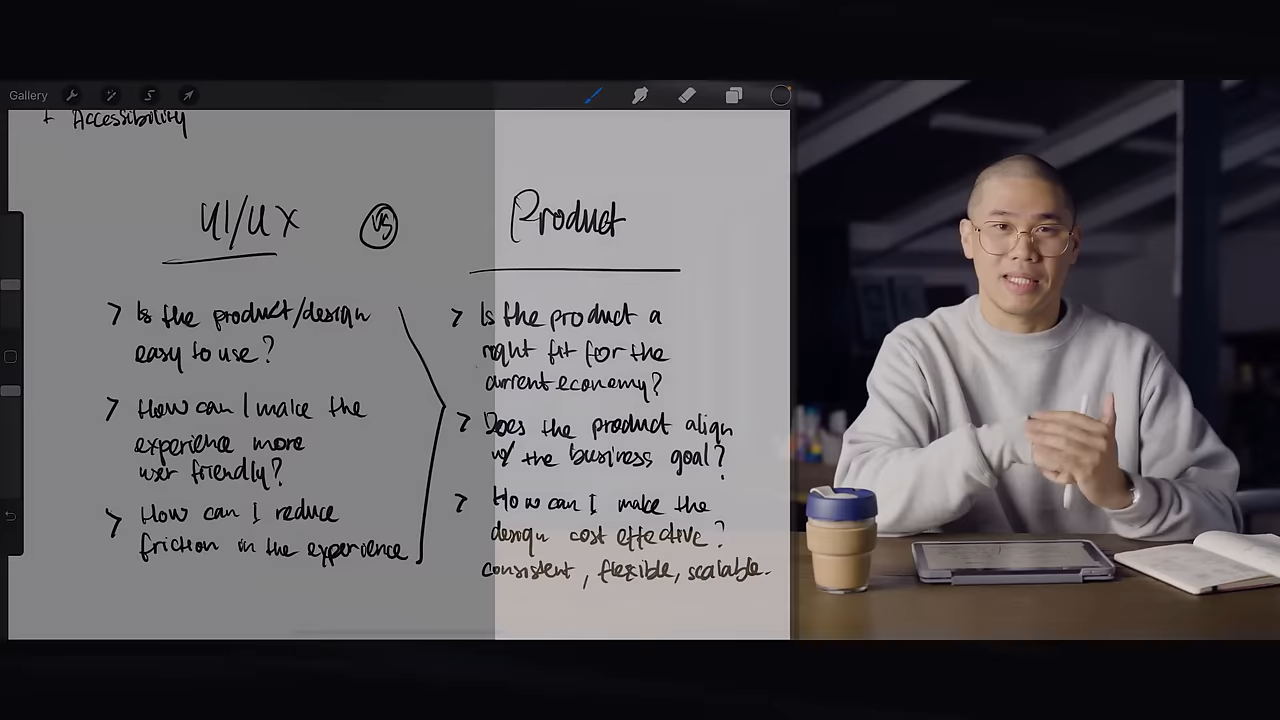 Gallery
+ Accessibility
UI/UX
VS
Product
> Is the product/design
easy to use?
> How can I make the
experience more
user friendly?
> How can I reduce
friction in the experience
> Is the product a
right fit for the
current economy?
> Does the product align
w/ the business goal?
> How can I make the
design cost effective?
consistent, flexible, scalable.